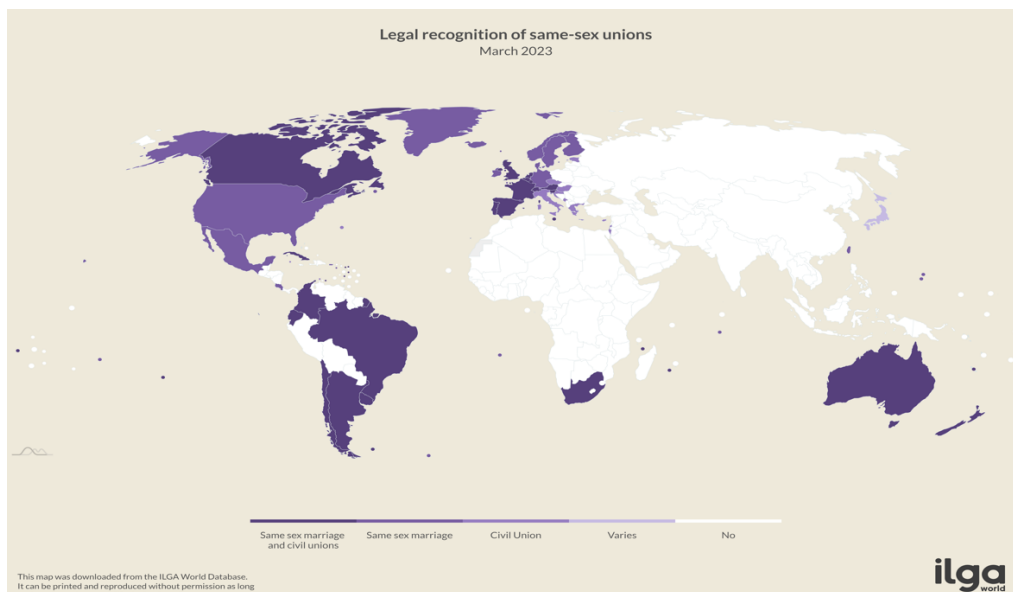 Legal recognition of same-sex unions
March 2023
Same sex marriage
and civil unions
Same sex marriage
Civil Union
Varies
No
This map was downloaded from the ILGA World Database.
It can be printed and reproduced without permission as long
ilga
world